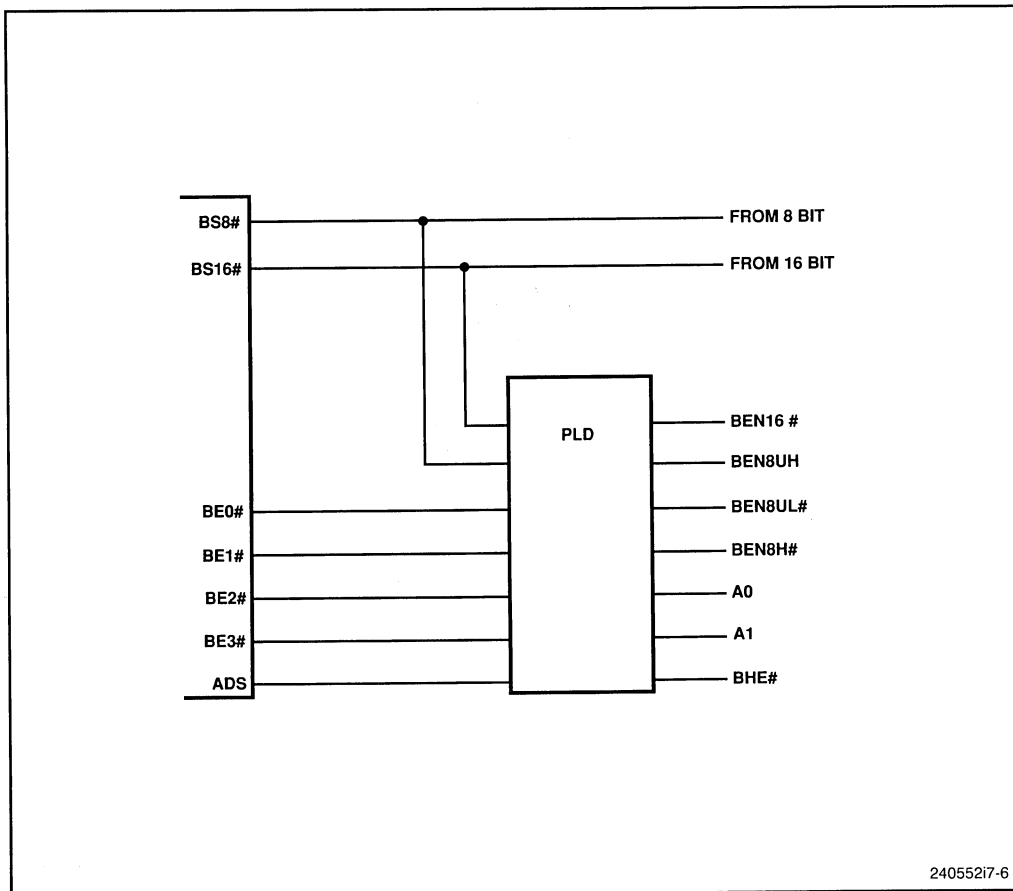 BS8#
FROM 8 BIT
BS16#
FROM 16 BIT
PLD
BEN16 #
BEN8UH
BE0#
BEN8UL#
BE1#
BEN8H#
BE2#
A0
BE3#
A1
ADS
BHE#
240552i7-6